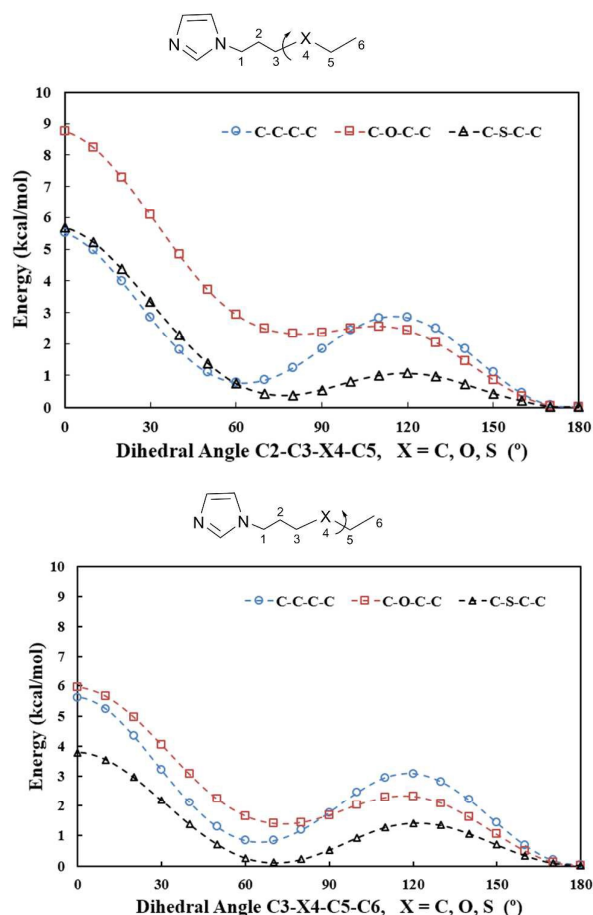 N
N
X
1
2
3
4
5
6
10
9
8
7
6
5
4
3
2
1
0
Energy (kcal/mol)
C-C-C-C C-O-C-C C-S-C-C
0 30 60 90 120 150 180
Dihedral Angle C2-C3-X4-C5, X = C, O, S (º)
N
N
X
1
2
3
4
5
6
10
9
8
7
6
5
4
3
2
1
0
Energy (kcal/mol)
C-C-C-C C-O-C-C C-S-C-C
0 30 60 90 120 150 180
Dihedral Angle C3-X4-C5-C6, X = C, O, S (º)